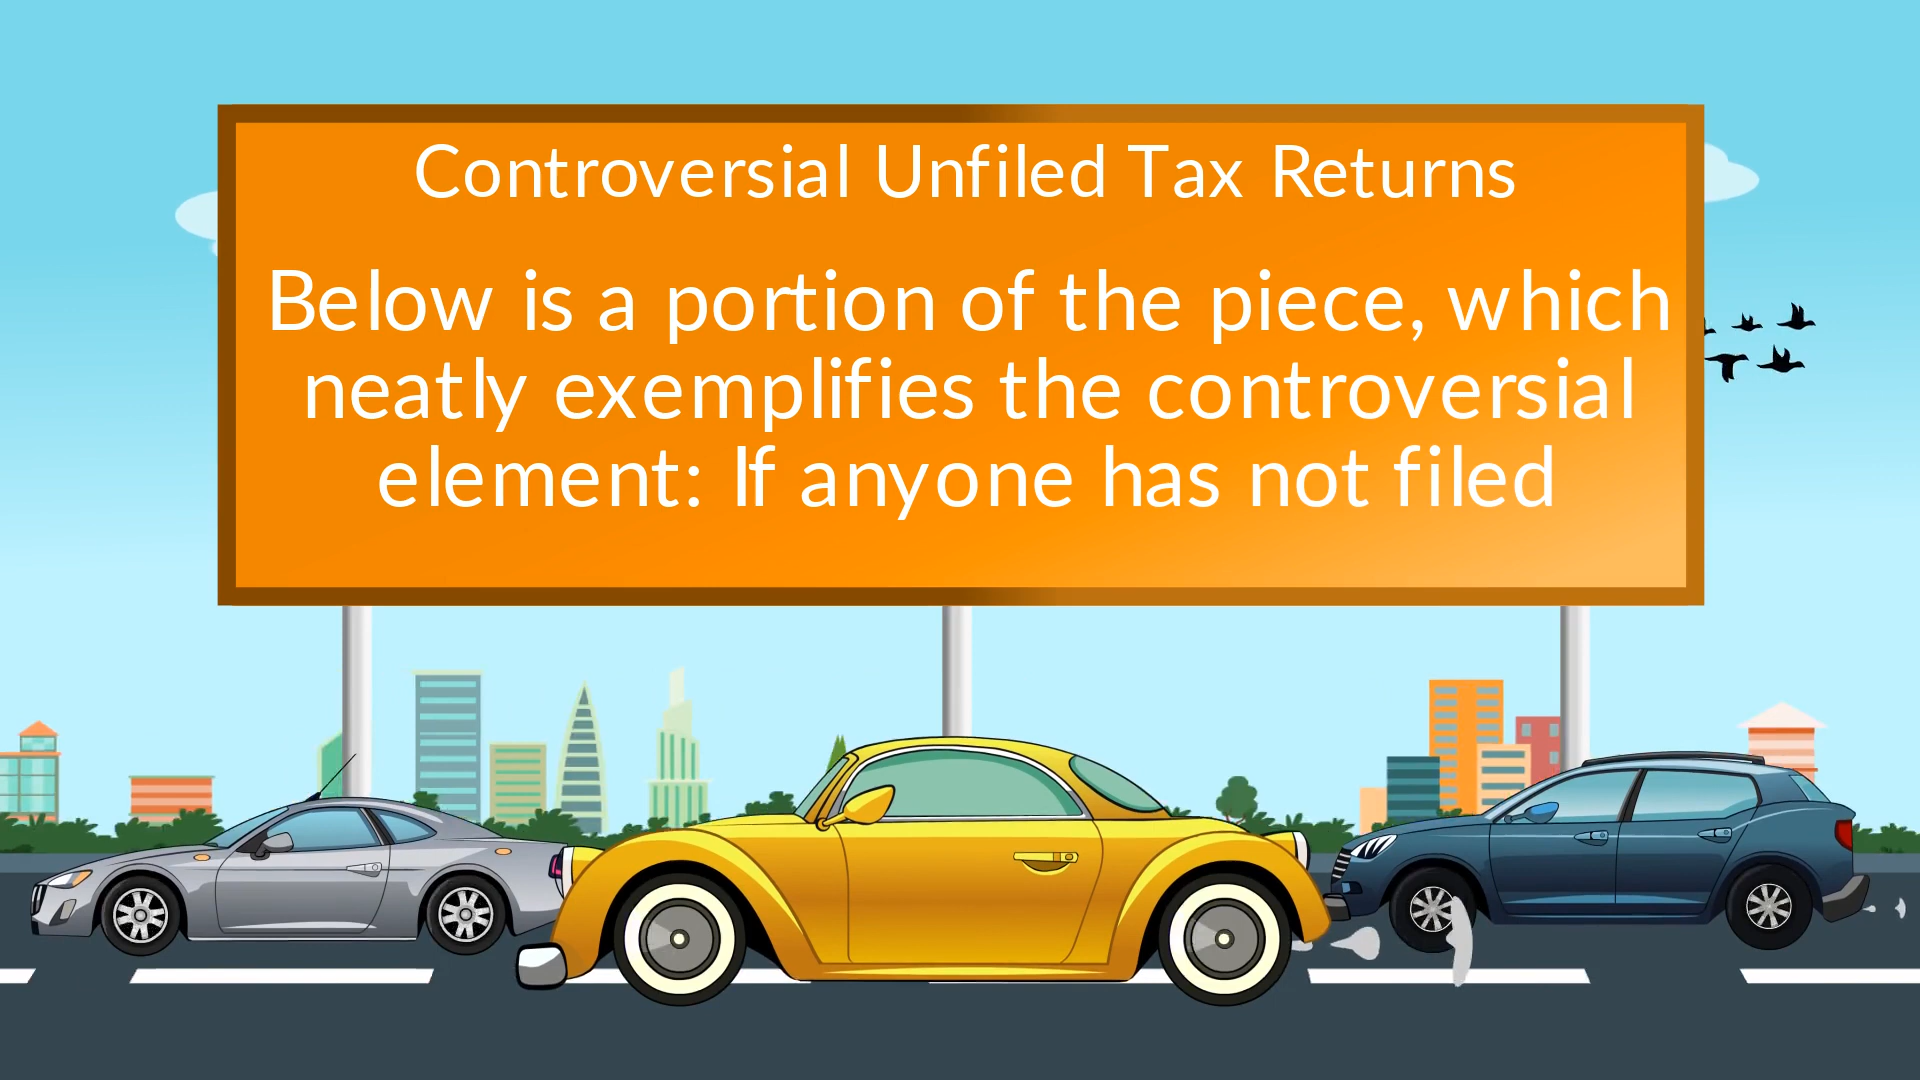 Controversial Unfiled Tax Returns
Below is a portion of the piece, which
neatly exemplifies the controversial
element: If anyone has not filed